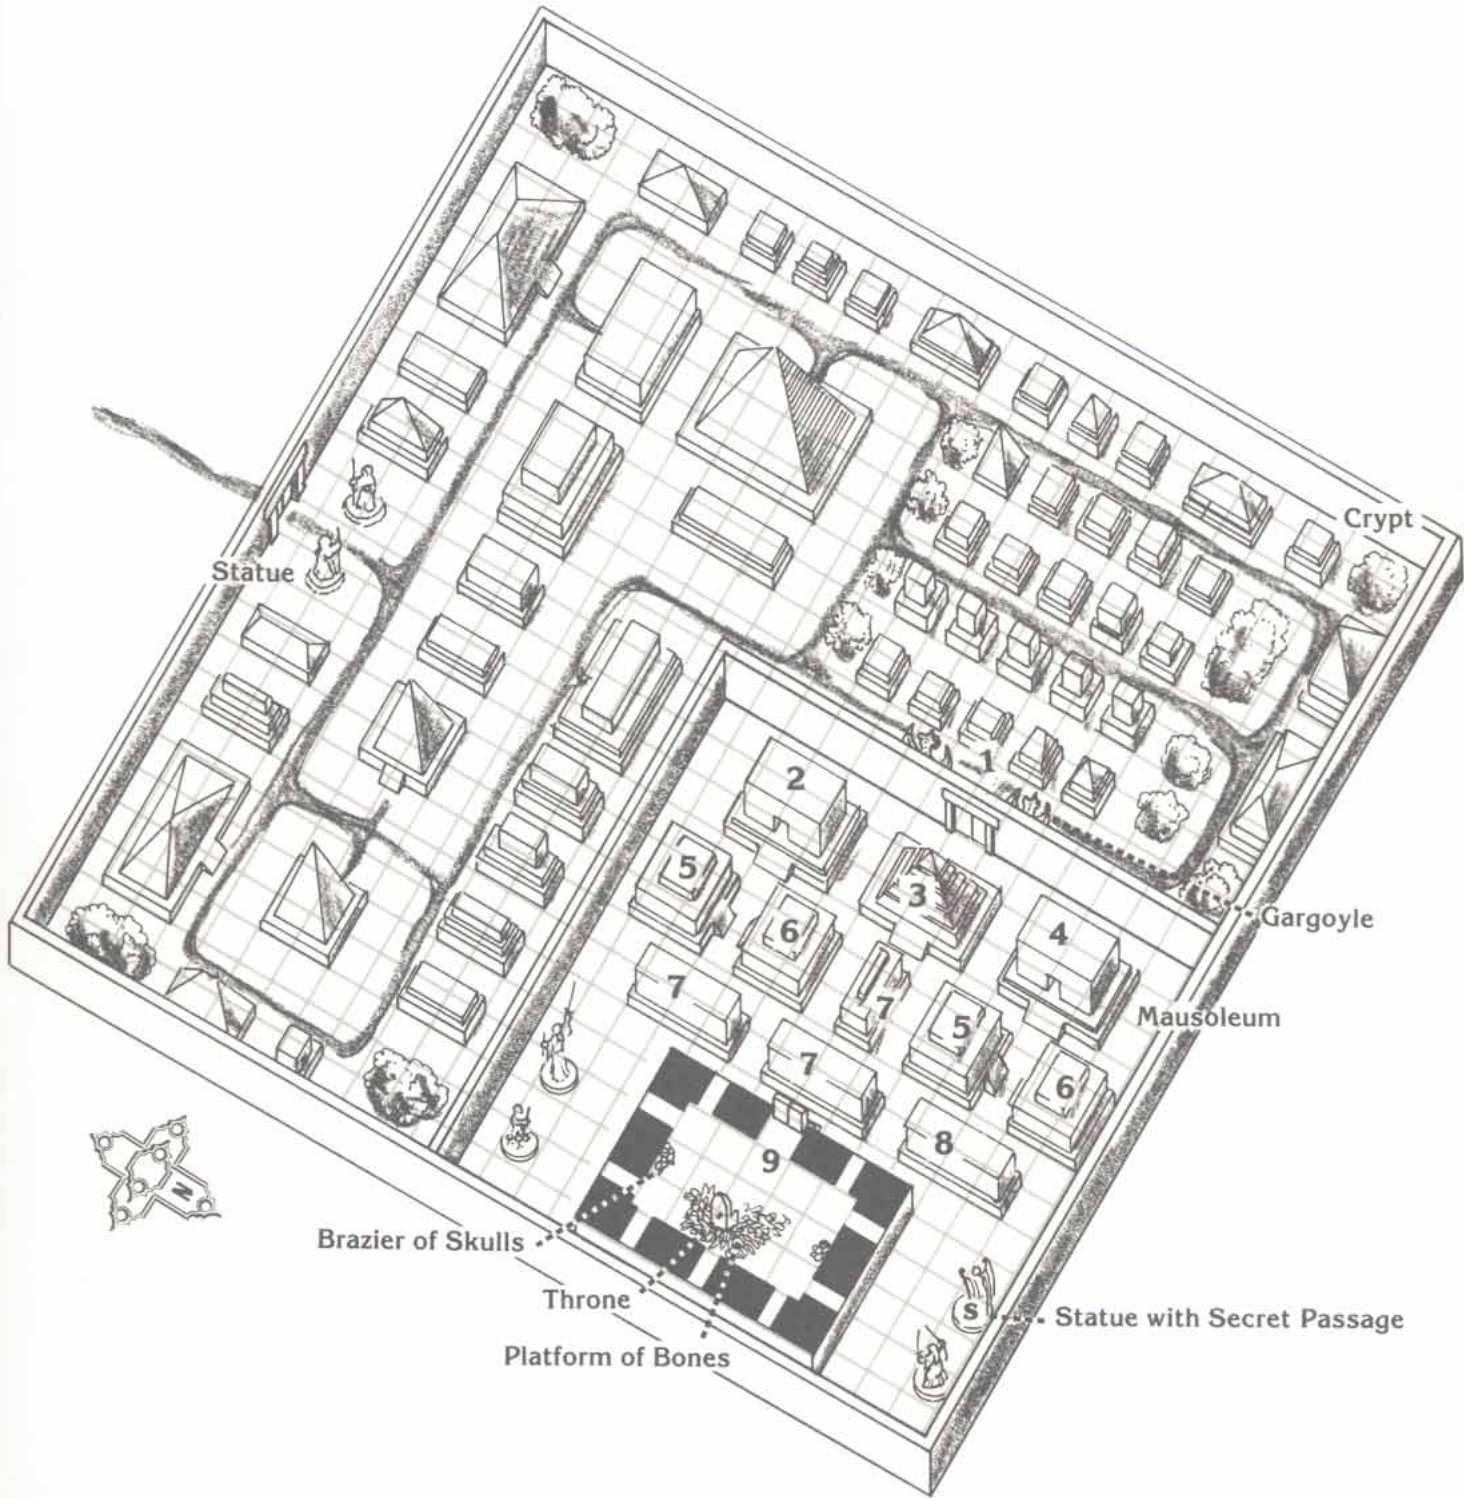 Crypt
Statue
1
2
5
3
6
4
Gargoyle
7
7
5
Mausoleum
7
6
8
9
N
Brazier of Skulls
Throne
S
Statue with Secret Passage
Platform of Bones